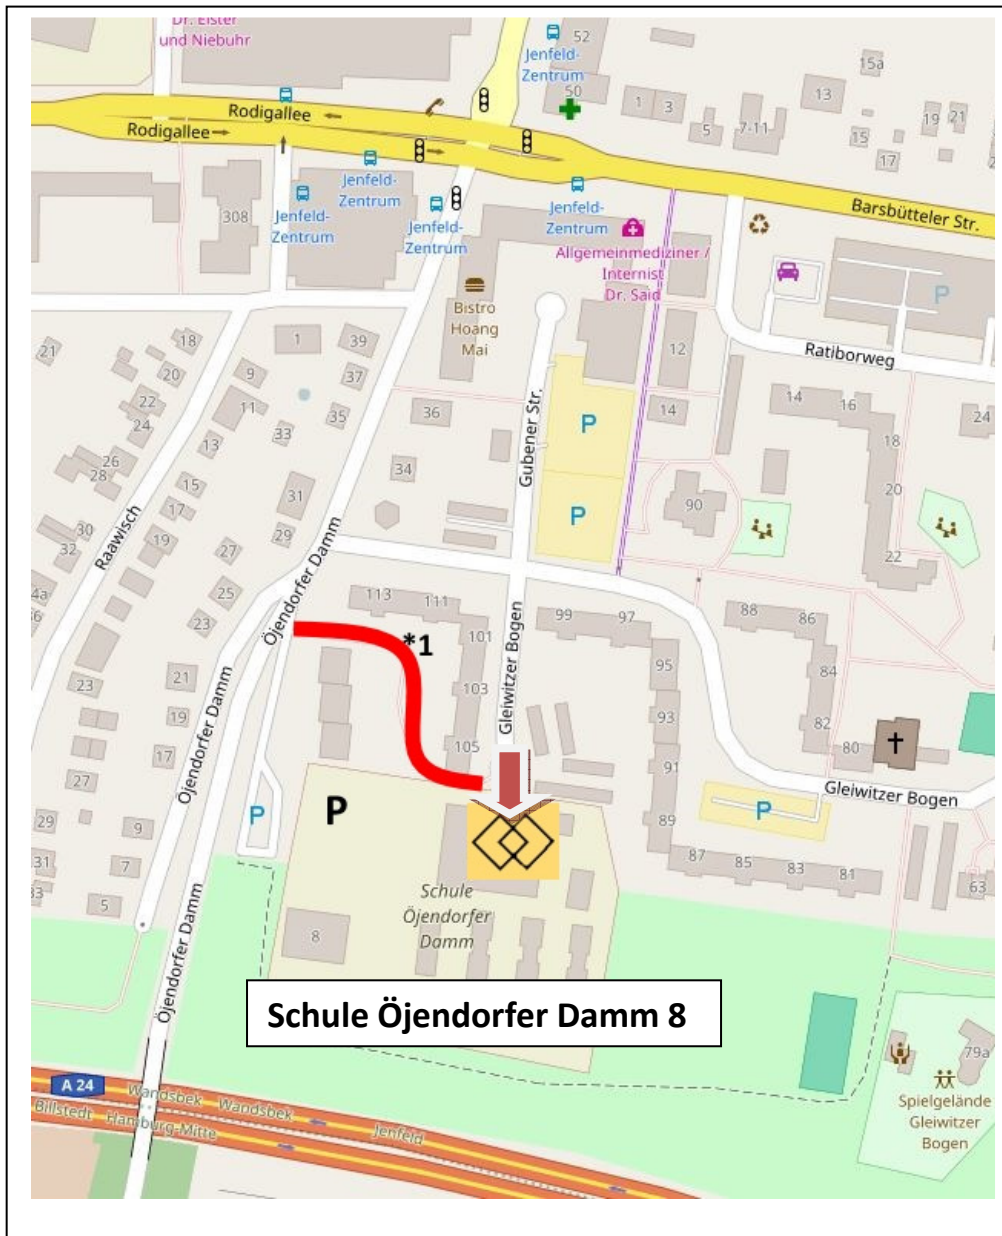 Dr. Elster
und Niebuhr
Jenfeld-
Zentrum
52
50
1
3
5
7-11
13
15a
15
17
19
21
Rodigallee
Rodigallee
Jenfeld-
Zentrum
Jenfeld-
Zentrum
Jenfeld-
Zentrum
Jenfeld-
Zentrum
308
Barsbütteler Str.
Allgemeinmediziner /
Internist
Dr. Said
P
Bistro
Hoang
Mai
Ratiborweg
21
18
20
22
24
26
28
30
32
4a
Raawisch
1
39
37
35
33
9
11
13
15
17
19
31
29
27
25
23
36
34
Gubener Str.
P
P
12
14
90
14
16
18
20
22
24
Öjendorfer Damm
113
111
101
103
105
*1
Gleiwitzer Bogen
99
97
95
93
91
89
87
85
83
81
88
86
84
82
80
Gleiwitzer Bogen
P
63
23
21
19
17
27
29
31
33
9
7
5
Öjendorfer Damm
P
P
Schule
Öjendorfer
Damm
8
Öjendorfer Damm
Schule Öjendorfer Damm 8
79a
Spielgelände
Gleiwitzer
Bogen
A 24
Wandsbek
Wandsbek
Jenfeld
Billstedt
Hamburg-Mitte